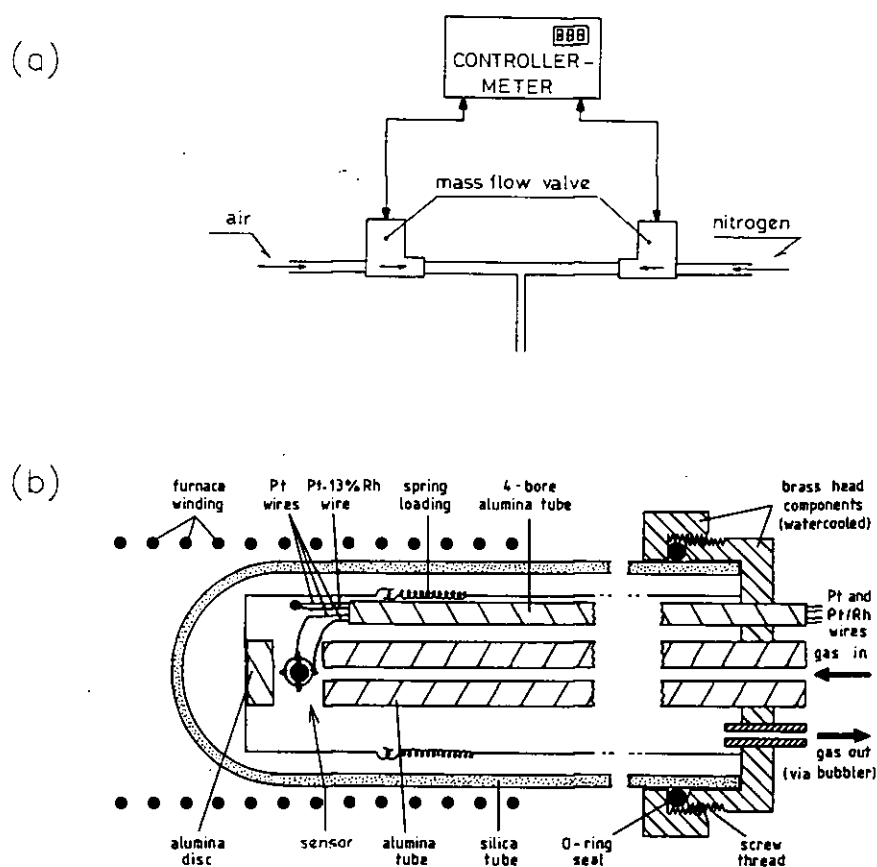 (a)
888
CONTROLLER-
METER
mass flow valve
air
nitrogen
(b)
furnace
winding
Pt
wires
Pt-13%Rh
wire
spring
loading
4-bore
alumina tube
brass head
components
(watercooled)
Pt and
Pt/Rh
wires
gas in
gas out
(via bubbler)
alumina
disc
sensor
alumina
tube
silica
tube
O-ring
seal
screw
thread